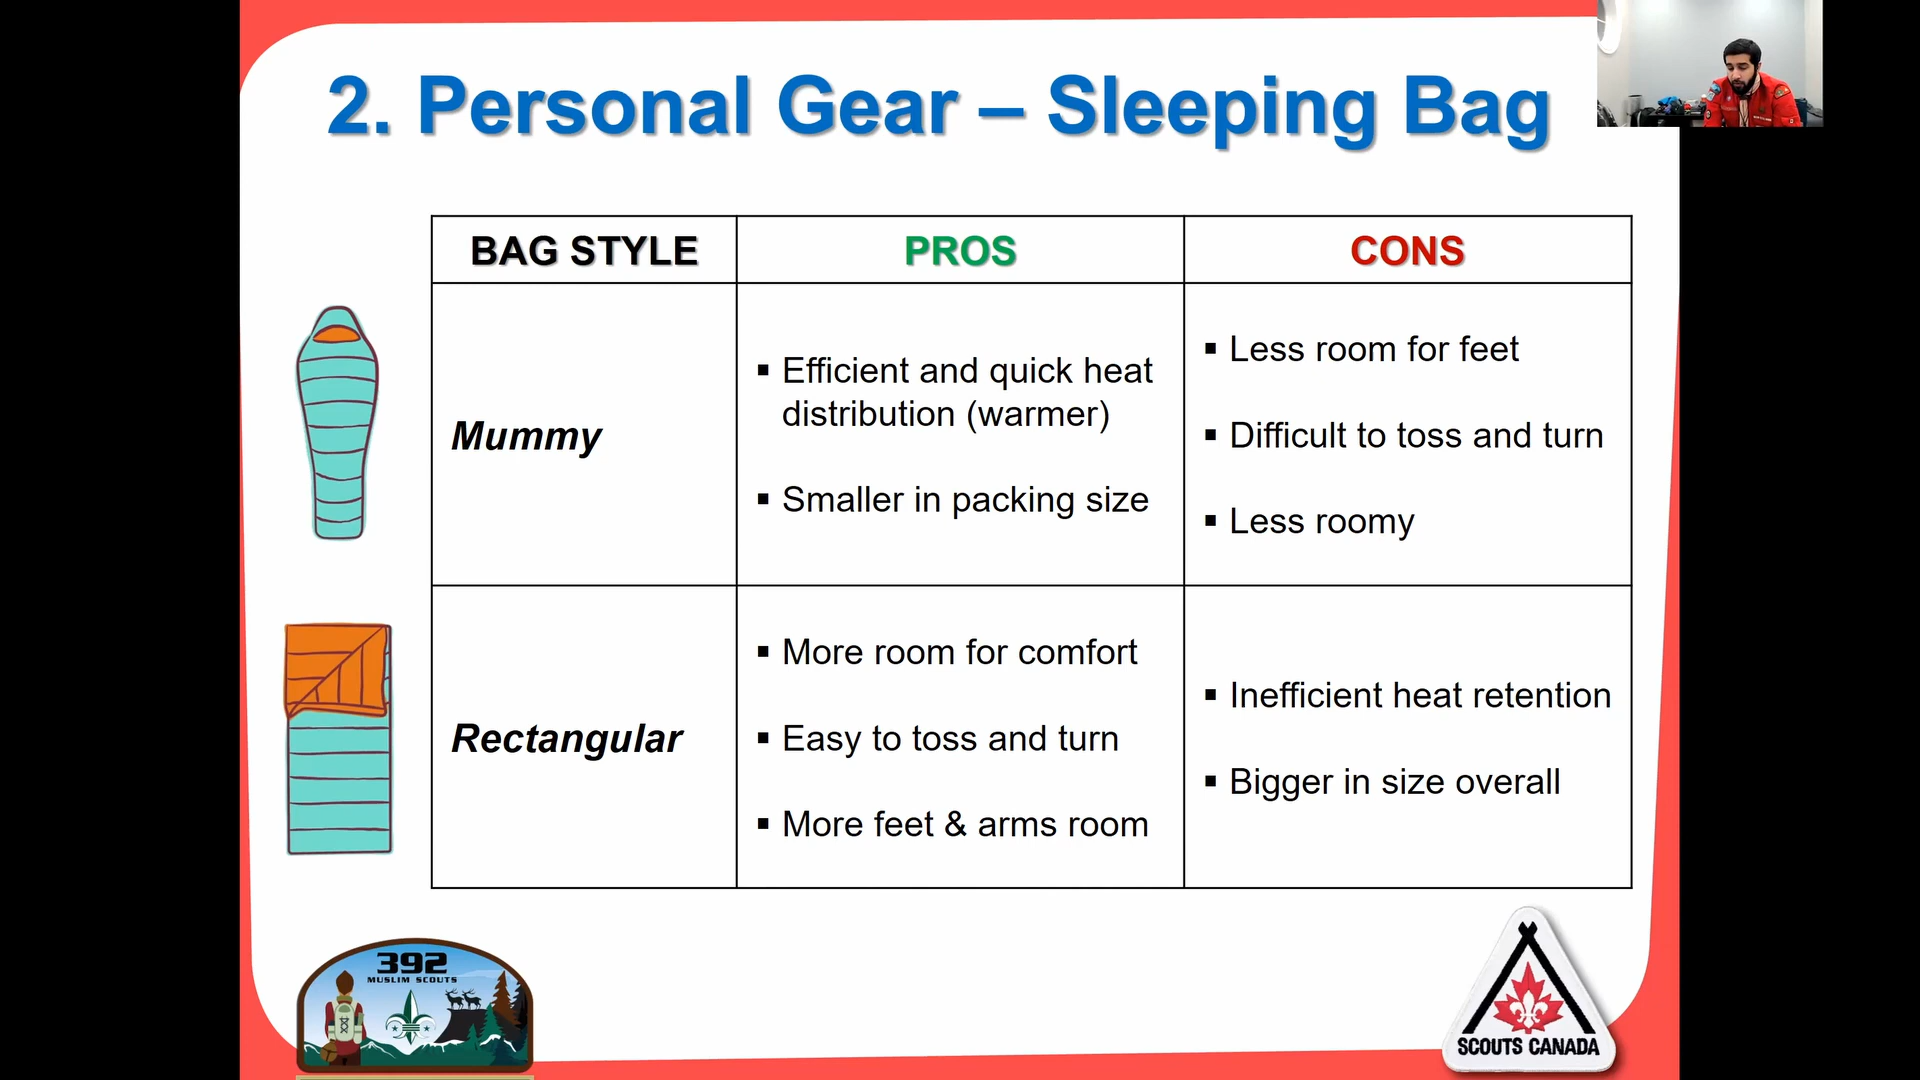 2. Personal Gear – Sleeping Bag
BAG STYLE
PROS
CONS
Mummy
▪ Efficient and quick heat
distribution (warmer)
▪ Smaller in packing size
▪ Less room for feet
▪ Difficult to toss and turn
▪ Less roomy
Rectangular
▪ More room for comfort
▪ Easy to toss and turn
▪ More feet & arms room
▪ Inefficient heat retention
▪ Bigger in size overall
392
MUSLIM SCOUTS
SCOUTS CANADA